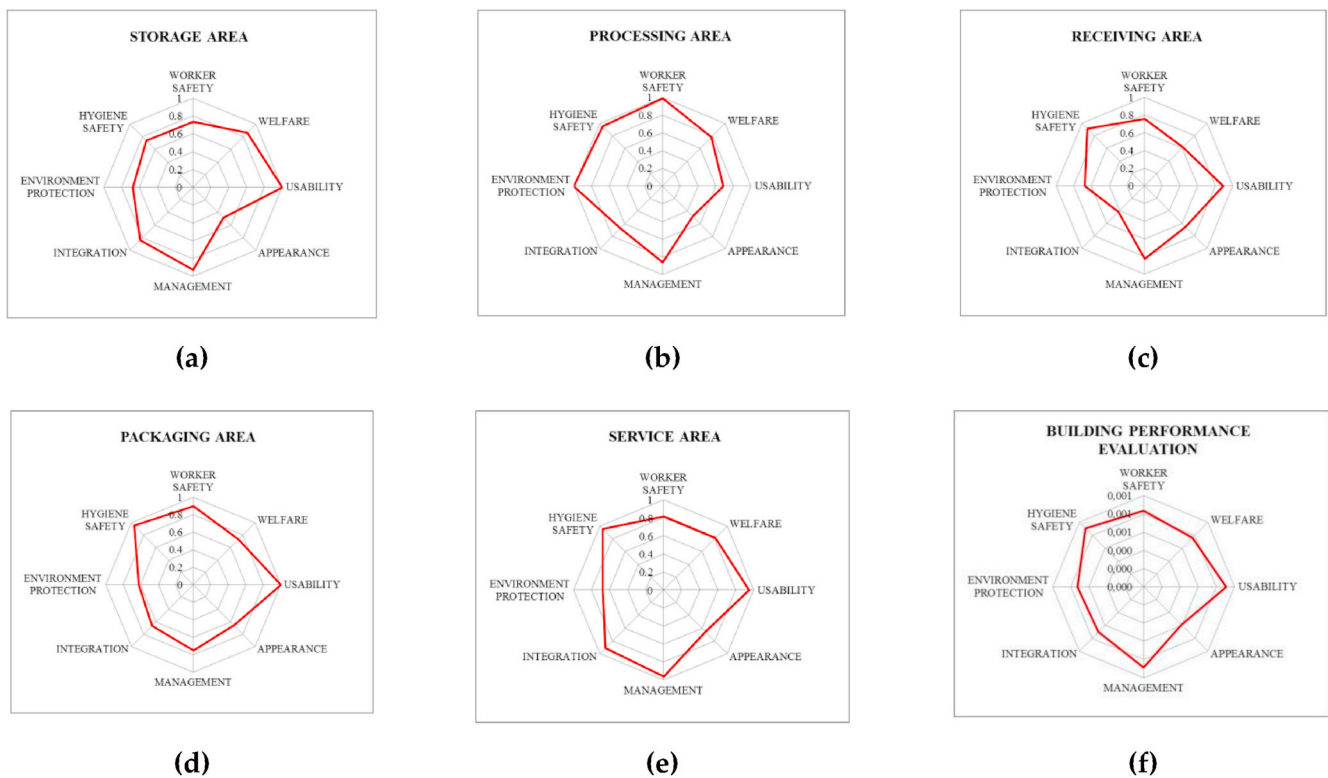 STORAGE AREA
WORKER
SAFETY
1
0.8
0.6
0.4
0.2
0
HYGIENE
SAFETY
WELFARE
ENVIRONMENT
PROTECTION
USABILITY
INTEGRATION
APPEARANCE
MANAGEMENT
(a)
PROCESSING AREA
WORKER
SAFETY
1
0.8
0.6
0.4
0.2
0
HYGIENE
SAFETY
WELFARE
ENVIRONMENT
PROTECTION
USABILITY
INTEGRATION
APPEARANCE
MANAGEMENT
(b)
RECEIVING AREA
WORKER
SAFETY
1
0.8
0.6
0.4
0.2
0
HYGIENE
SAFETY
WELFARE
ENVIRONMENT
PROTECTION
USABILITY
INTEGRATION
APPEARANCE
MANAGEMENT
(c)
PACKAGING AREA
WORKER
SAFETY
1
0.8
0.6
0.4
0.2
0
HYGIENE
SAFETY
WELFARE
ENVIRONMENT
PROTECTION
USABILITY
INTEGRATION
APPEARANCE
MANAGEMENT
(d)
SERVICE AREA
WORKER
SAFETY
1
0.8
0.6
0.4
0.2
0
HYGIENE
SAFETY
WELFARE
ENVIRONMENT
PROTECTION
USABILITY
INTEGRATION
APPEARANCE
MANAGEMENT
(e)
BUILDING PERFORMANCE
EVALUATION
WORKER
SAFETY
0,001
0,001
0,001
0,000
0,000
0,000
HYGIENE
SAFETY
WELFARE
ENVIRONMENT
PROTECTION
USABILITY
INTEGRATION
APPEARANCE
MANAGEMENT
(f)